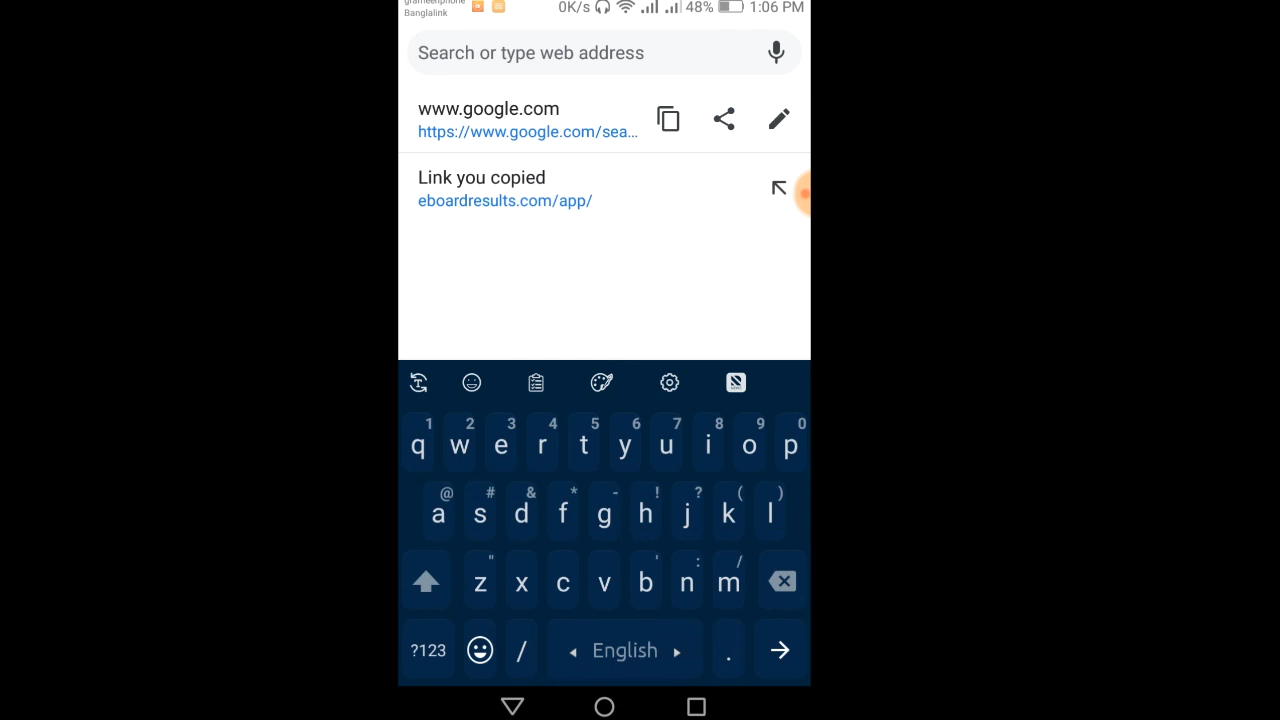 grameenphone
Banglalink
0K/s 48% 1:06 PM
Search or type web address
www.google.com
https://www.google.com/sea...
Link you copied
eboardresults.com/app/
1 2 3 4 5 6 7 8 9 0
q w e r t y u i o p
@ # & * - ! ? ( )
a s d f g h j k l
" ' : /
z x c v b n m
?123 / English .